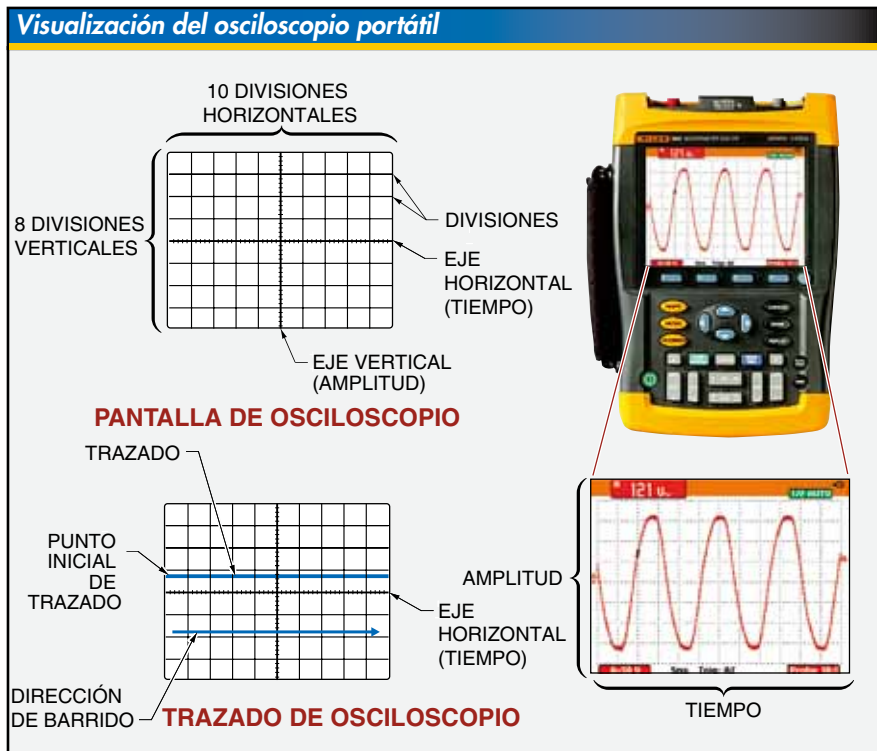 Visualización del osciloscopio portátil
10 DIVISIONES
HORIZONTALES
8 DIVISIONES
VERTICALES
DIVISIONES
EJE
HORIZONTAL
(TIEMPO)
EJE VERTICAL
(AMPLITUD)
PANTALLA DE OSCILOSCOPIO
121
TRAZADO
PUNTO
INICIAL
DE
TRAZADO
EJE
HORIZONTAL
(TIEMPO)
DIRECCIÓN
DE BARRIDO
TRAZADO DE OSCILOSCOPIO
121
AMPLITUD
TIEMPO